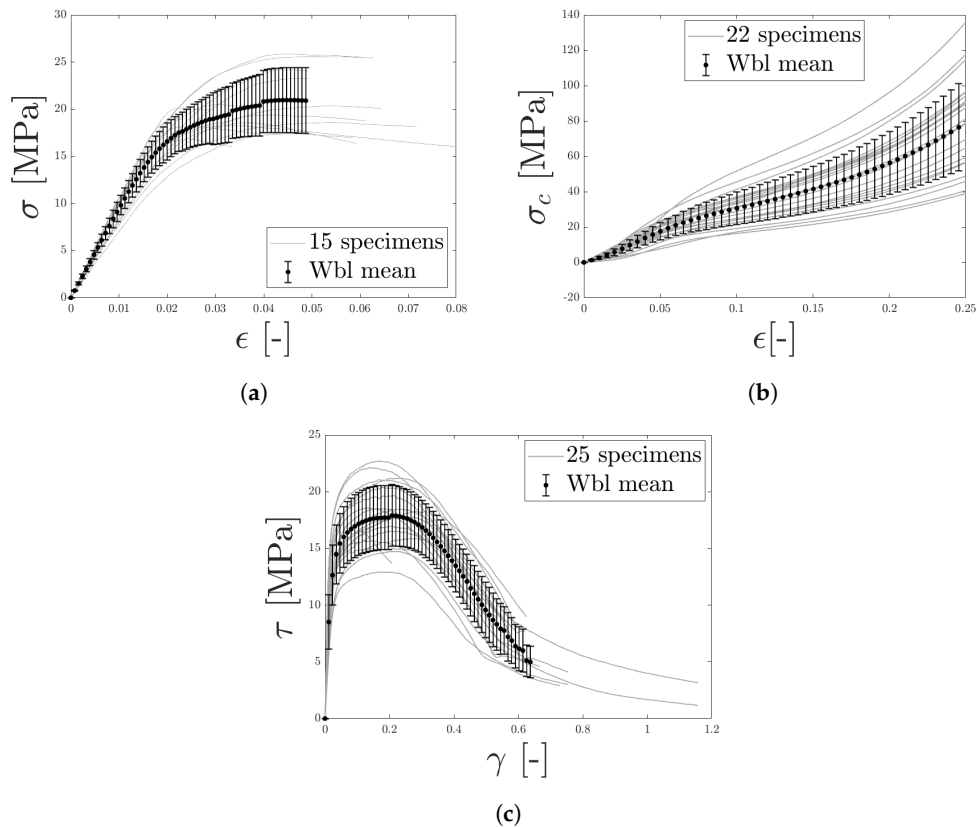 30
25
20
15
10
5
0
σ [MPa]
15 specimens
Wbl mean
0 0.01 0.02 0.03 0.04 0.05 0.06 0.07 0.08
ϵ [-]
(a)
140
120
100
80
60
40
20
0
-20
σc [MPa]
22 specimens
Wbl mean
0 0.05 0.1 0.15 0.2 0.25
ϵ[-]
(b)
25
20
15
10
5
0
τ [MPa]
25 specimens
Wbl mean
0 0.2 0.4 0.6 0.8 1 1.2
γ [-]
(c)